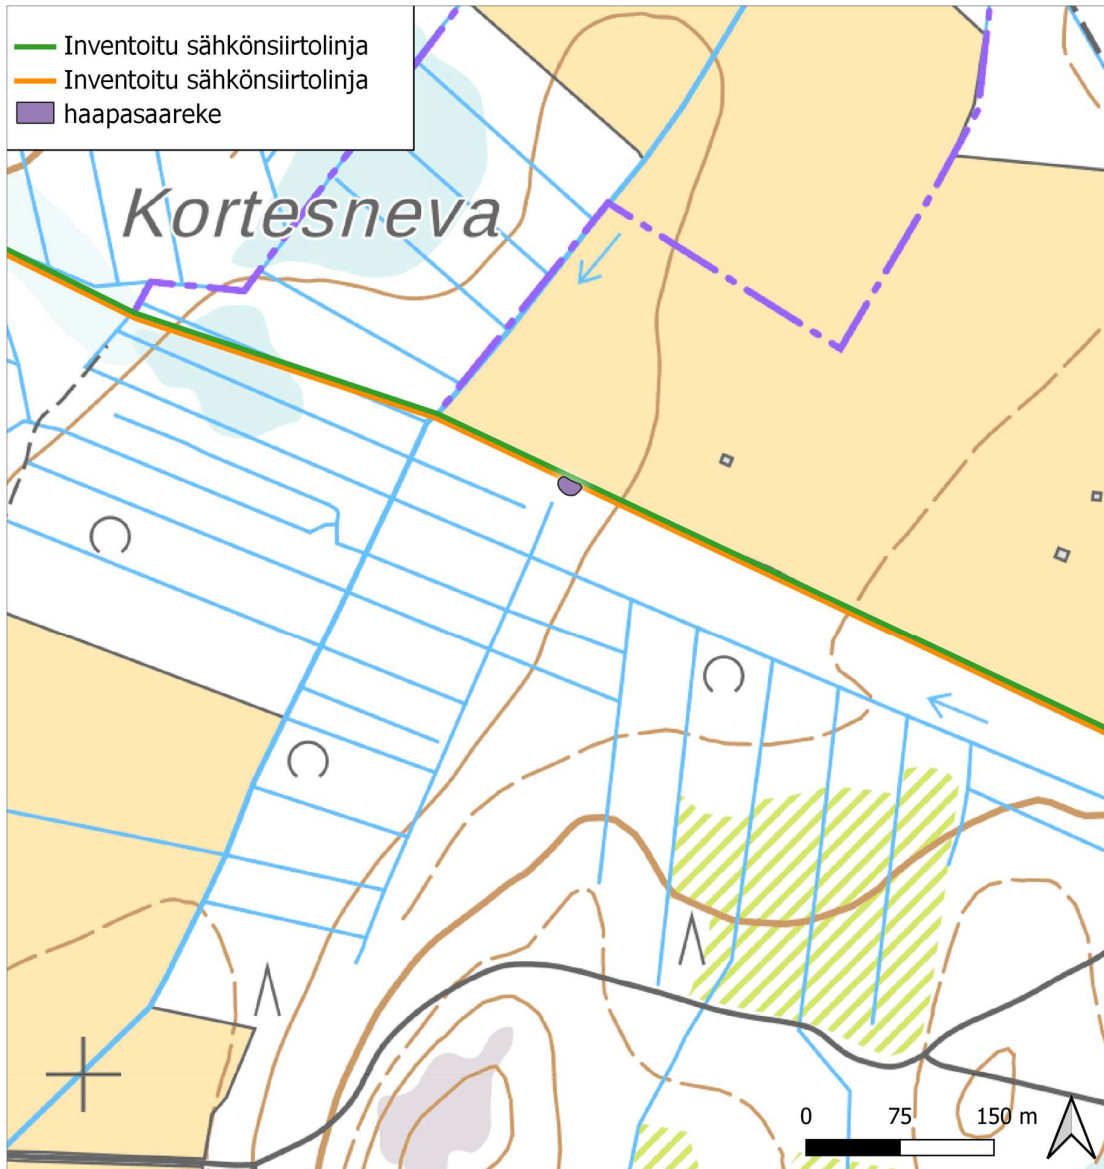 Inventoitu sähkönsiirtolinja
Inventoitu sähkönsiirtolinja
haapasaareke
Kortesneva
0 75 150 m